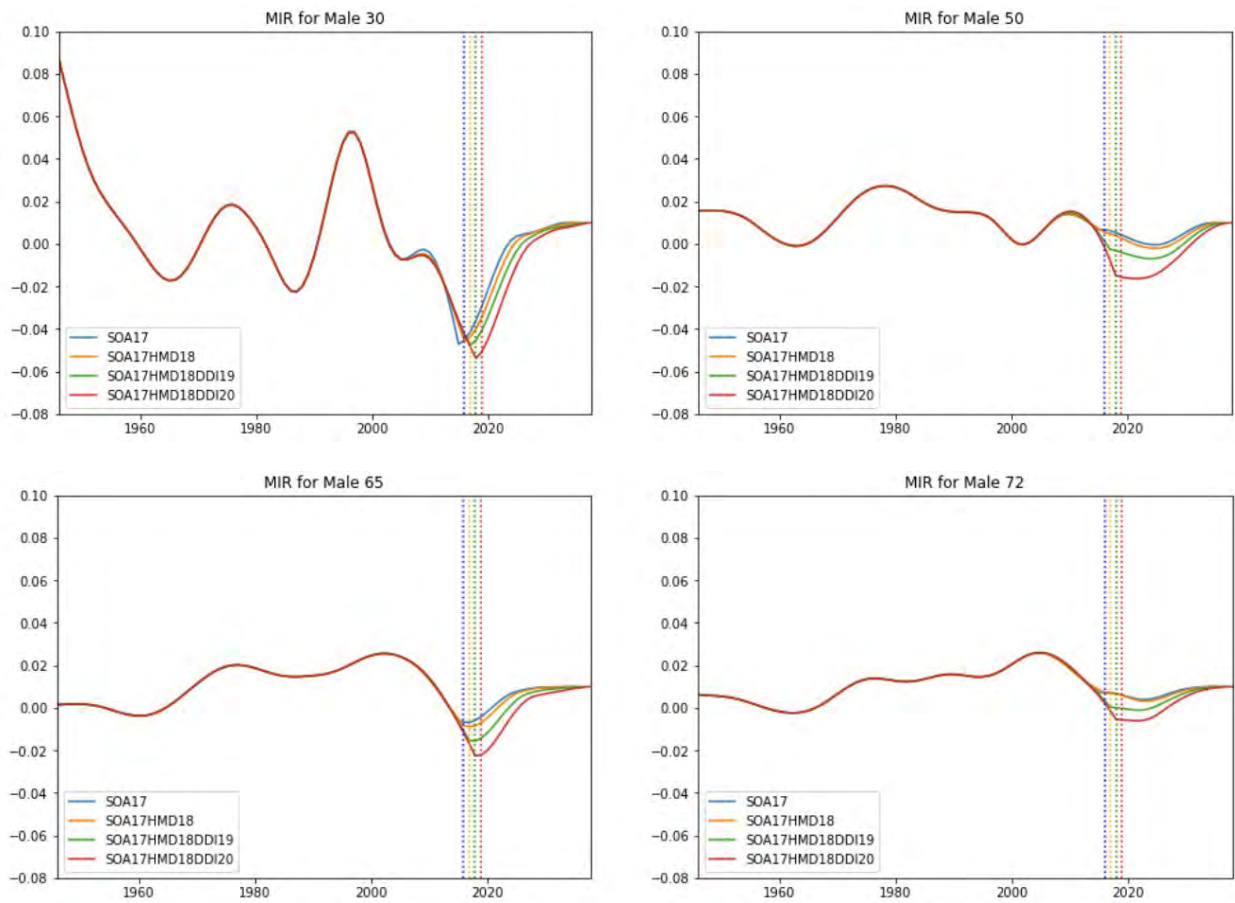 MIR for Male 30
0.10
0.08
0.06
0.04
0.02
0.00
−0.02
−0.04
−0.06
−0.08
1960 1980 2000 2020
SOA17
SOA17HMD18
SOA17HMD18DDI19
SOA17HMD18DDI20
MIR for Male 50
0.10
0.08
0.06
0.04
0.02
0.00
−0.02
−0.04
−0.06
−0.08
1960 1980 2000 2020
SOA17
SOA17HMD18
SOA17HMD18DDI19
SOA17HMD18DDI20
MIR for Male 65
0.10
0.08
0.06
0.04
0.02
0.00
−0.02
−0.04
−0.06
−0.08
1960 1980 2000 2020
SOA17
SOA17HMD18
SOA17HMD18DDI19
SOA17HMD18DDI20
MIR for Male 72
0.10
0.08
0.06
0.04
0.02
0.00
−0.02
−0.04
−0.06
−0.08
1960 1980 2000 2020
SOA17
SOA17HMD18
SOA17HMD18DDI19
SOA17HMD18DDI20